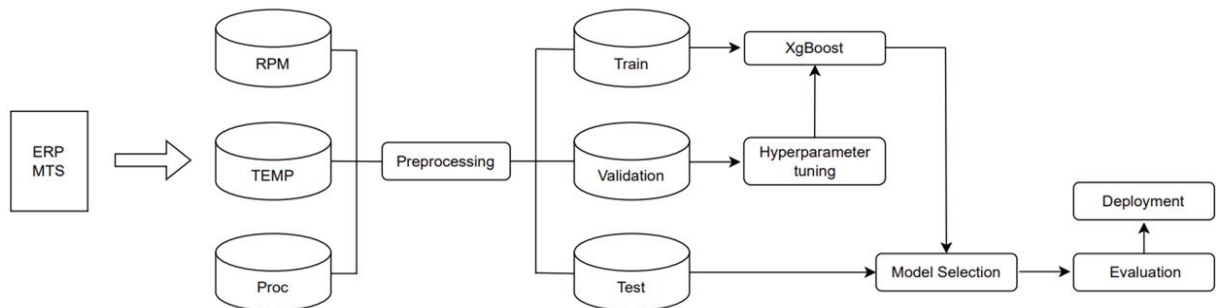 ERP
MTS
RPM
TEMP
Proc
Preprocessing
Train
Validation
Test
XgBoost
Hyperparameter
tuning
Model Selection
Deployment
Evaluation